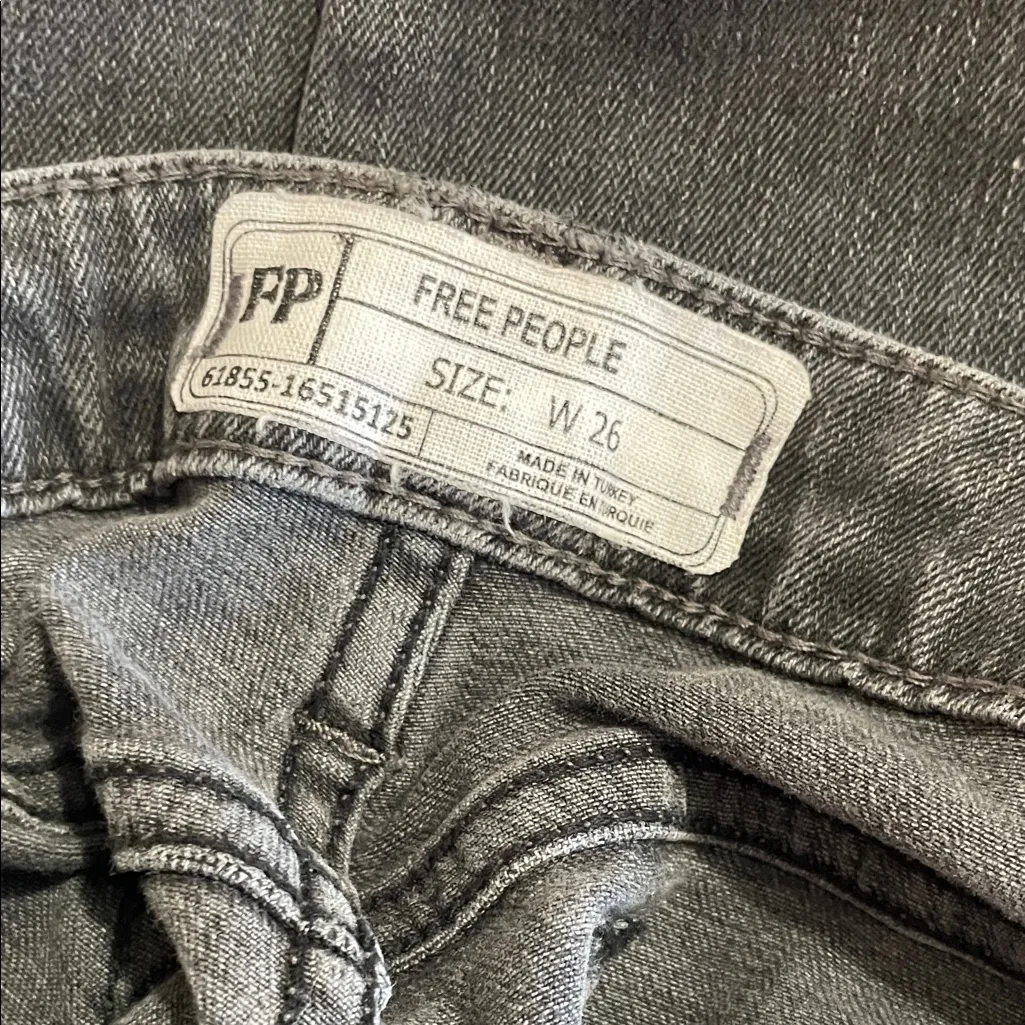 FP
FREE PEOPLE
SIZE: W 26
61855-16515125
MADE IN TURKEY
FABRIQUE EN TURQUIE